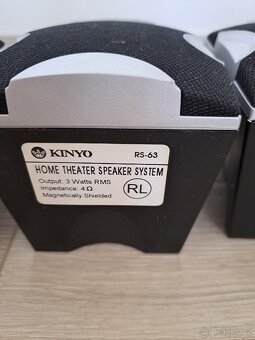 KINYO RS-63
HOME THEATER SPEAKER SYSTEM
Output: 3 Watts RMS
Impedance: 4 Ω
Magnetically Shielded
RL